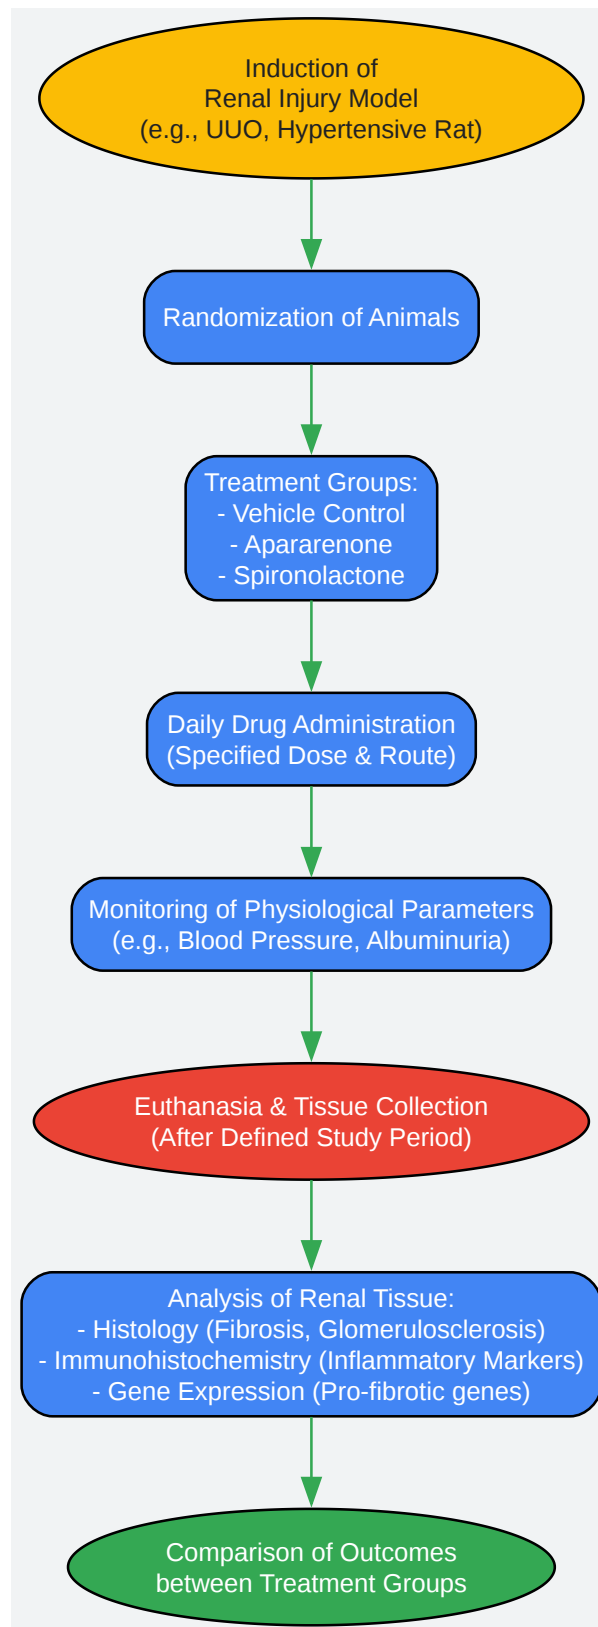 Induction of
Renal Injury Model
(e.g., UUO, Hypertensive Rat)
Randomization of Animals
Treatment Groups:
- Vehicle Control
- Apararenone
- Spironolactone
Daily Drug Administration
(Specified Dose & Route)
Monitoring of Physiological Parameters
(e.g., Blood Pressure, Albuminuria)
Euthanasia & Tissue Collection
(After Defined Study Period)
Analysis of Renal Tissue:
- Histology (Fibrosis, Glomerulosclerosis)
- Immunohistochemistry (Inflammatory Markers)
- Gene Expression (Pro-fibrotic genes)
Comparison of Outcomes
between Treatment Groups